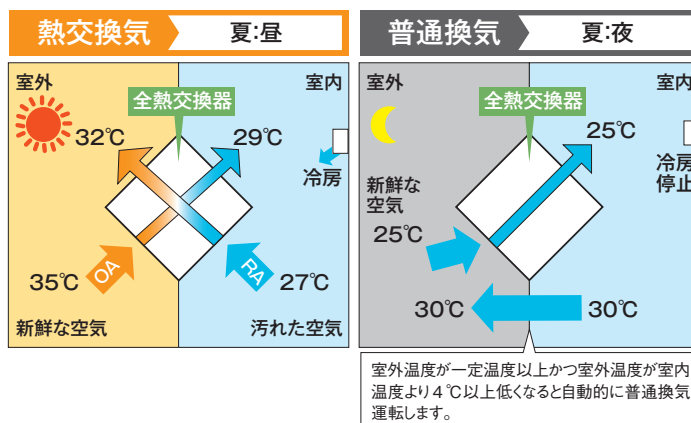 熱交換気
夏:昼
室外
室内
全熱交換器
32℃
29℃
冷房
35℃
OA
RA
27℃
新鮮な空気
汚れた空気
普通換気
夏:夜
室外
室内
全熱交換器
25℃
冷房
停止
新鮮な
空気
25℃
30℃
30℃
室外温度が一定温度以上かつ室外温度が室内
温度より4℃以上低くなると自動的に普通換気
運転します。